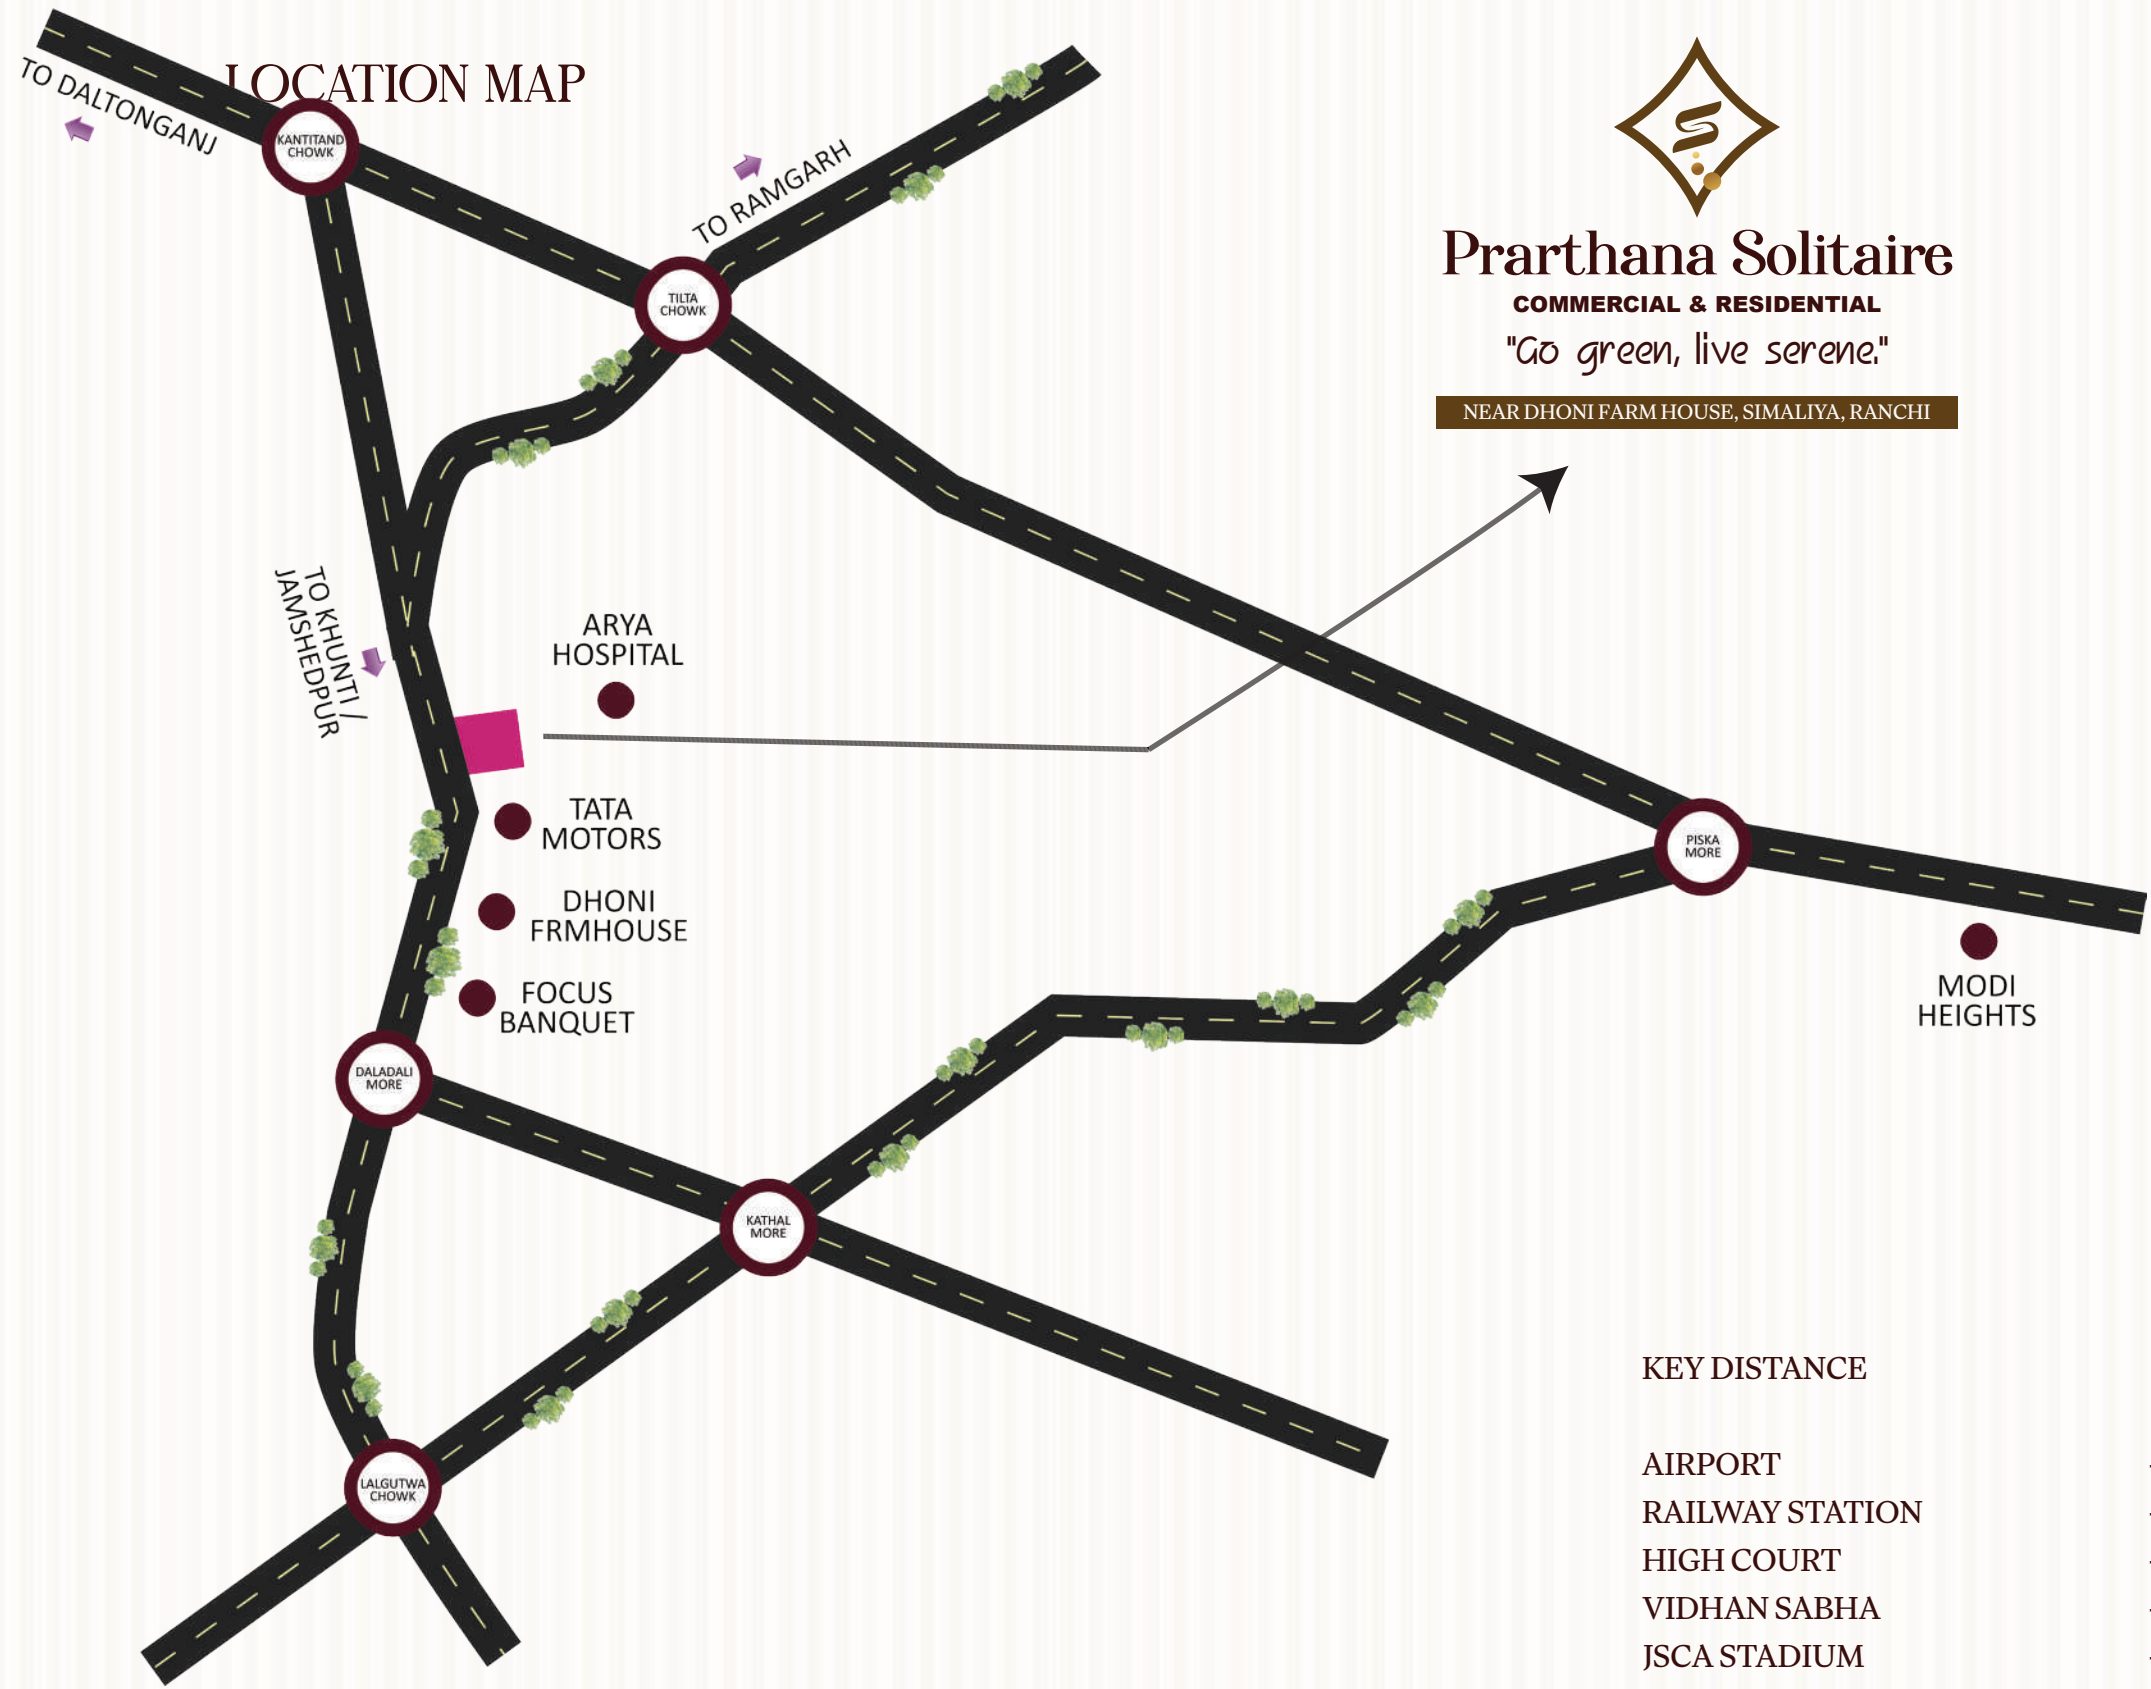 LOCATION MAP
TO DALTONGANJ
KANTITAND
CHOWK
TO RAMGARH
TILTA
CHOWK
Prarthana Solitaire
COMMERCIAL & RESIDENTIAL
"Go green, live serene."
NEAR DHONI FARM HOUSE, SIMALIYA, RANCHI
TO KHUNTI /
JAMSHEDPUR
ARYA
HOSPITAL
TATA
MOTORS
DHONI
FRMHOUSE
FOCUS
BANQUET
PISKA
MORE
MODI
HEIGHTS
DALADALI
MORE
KATHAL
MORE
LALGUTWA
CHOWK
KEY DISTANCE
AIRPORT
RAILWAY STATION
HIGH COURT
VIDHAN SABHA
JSCA STADIUM